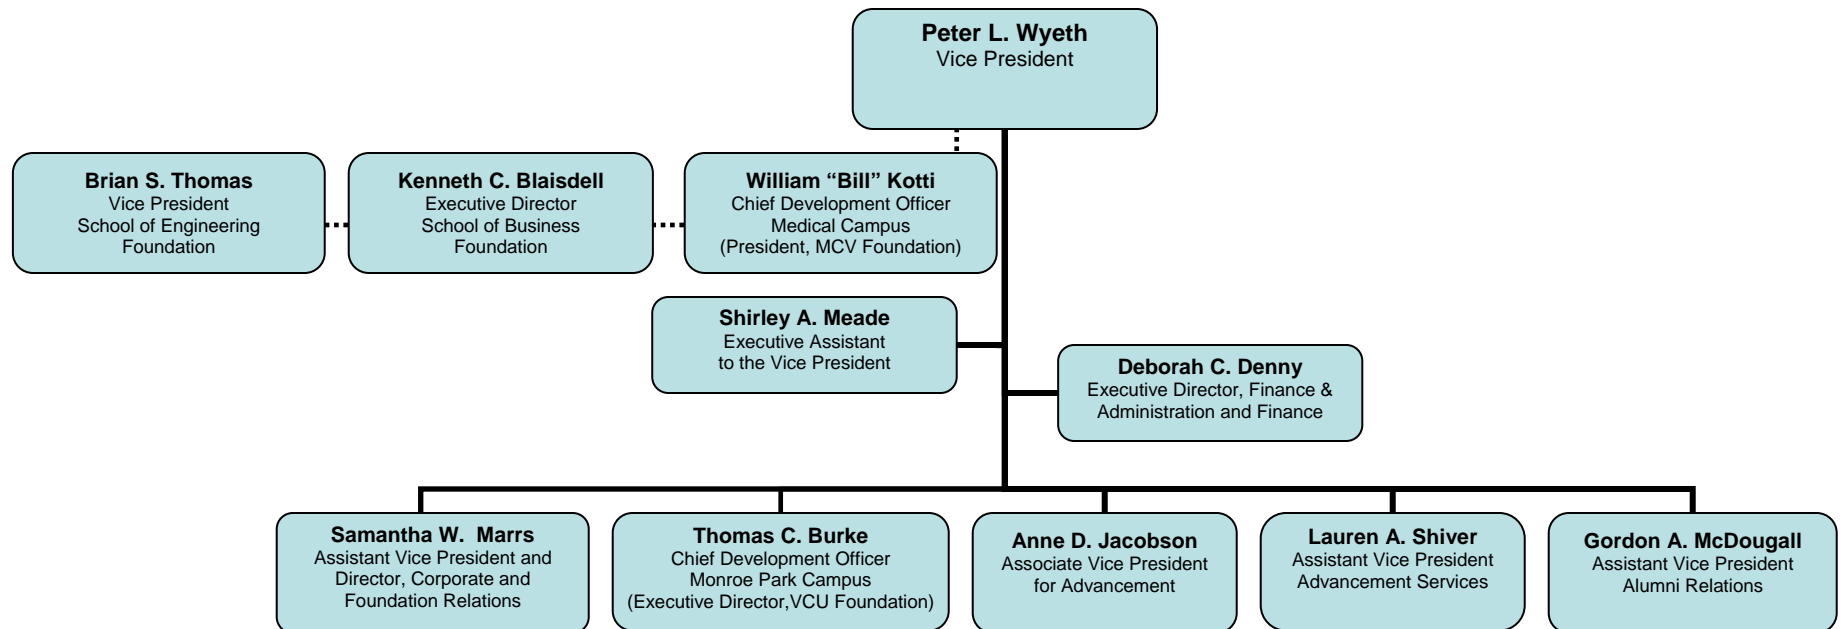 Peter L. Wyeth
Vice President
Brian S. Thomas
Vice President
School of Engineering
Foundation
Kenneth C. Blaisdell
Executive Director
School of Business
Foundation
William “Bill” Kotti
Chief Development Officer
Medical Campus
(President, MCV Foundation)
Shirley A. Meade
Executive Assistant
to the Vice President
Deborah C. Denny
Executive Director, Finance &
Administration and Finance
Samantha W. Marrs
Assistant Vice President and
Director, Corporate and
Foundation Relations
Thomas C. Burke
Chief Development Officer
Monroe Park Campus
(Executive Director,VCU Foundation)
Anne D. Jacobson
Associate Vice President
for Advancement
Lauren A. Shiver
Assistant Vice President
Advancement Services
Gordon A. McDougall
Assistant Vice President
Alumni Relations